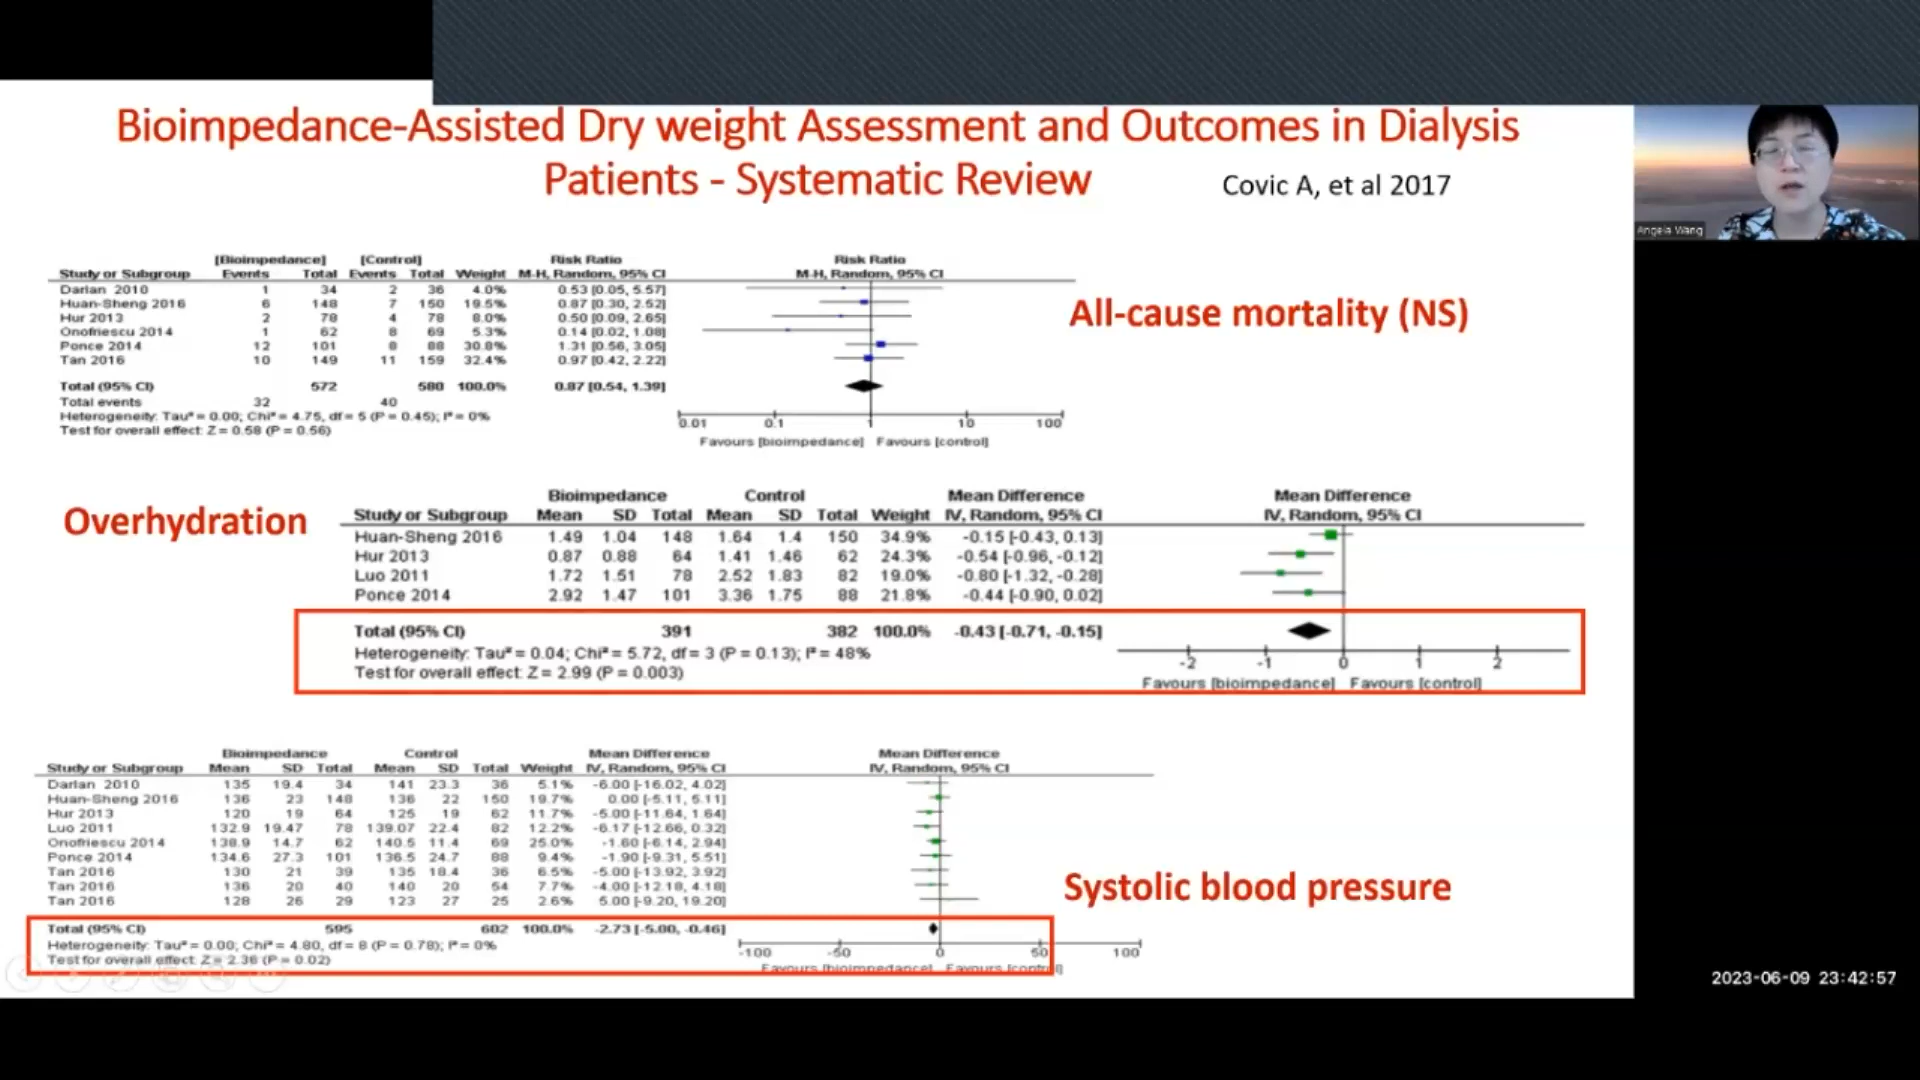 Bioimpedance-Assisted Dry weight Assessment and Outcomes in Dialysis
Patients - Systematic Review
Covic A, et al 2017
Angela Wang
[Bioimpedance] [Control] Risk Ratio Risk Ratio
Study or Subgroup Events Total Events Total Weight M-H, Random, 95% CI M-H, Random, 95% CI
Darlan 2010 1 34 2 36 4.0% 0.53 [0.05, 5.57]
Huan-Sheng 2016 6 148 7 150 19.5% 0.87 [0.30, 2.52]
Hur 2013 2 78 4 78 8.0% 0.50 [0.09, 2.65]
Onofriescu 2014 1 62 8 69 5.3% 0.14 [0.02, 1.08]
Ponce 2014 12 101 8 88 30.8% 1.31 [0.56, 3.05]
Tan 2016 10 149 11 159 32.4% 0.97 [0.42, 2.22]
All-cause mortality (NS)
Total (95% CI) 572 580 100.0% 0.87 [0.54, 1.39]
Total events 32 40
Heterogeneity: Tau² = 0.00; Chi² = 4.75, df = 5 (P = 0.45); I² = 0%
Test for overall effect: Z = 0.58 (P = 0.56)
0.01 0.1 1 10 100
Favours [bioimpedance] Favours [control]
Overhydration
Bioimpedance Control Mean Difference Mean Difference
Study or Subgroup Mean SD Total Mean SD Total Weight IV, Random, 95% CI IV, Random, 95% CI
Huan-Sheng 2016 1.49 1.04 148 1.64 1.4 150 34.9% -0.15 [-0.43, 0.13]
Hur 2013 0.87 0.88 64 1.41 1.46 62 24.3% -0.54 [-0.96, -0.12]
Luo 2011 1.72 1.51 78 2.52 1.83 82 19.0% -0.80 [-1.32, -0.28]
Ponce 2014 2.92 1.47 101 3.36 1.75 88 21.8% -0.44 [-0.90, 0.02]
Total (95% CI) 391 382 100.0% -0.43 [-0.71, -0.15]
Heterogeneity: Tau² = 0.04; Chi² = 5.72, df = 3 (P = 0.13); I² = 48%
Test for overall effect: Z = 2.99 (P = 0.003)
-2 -1 0 1 2
Favours [bioimpedance] Favours [control]
Bioimpedance Control Mean Difference Mean Difference
Study or Subgroup Mean SD Total Mean SD Total Weight IV, Random, 95% CI IV, Random, 95% CI
Darlan 2010 135 19.4 34 141 23.3 36 5.1% -6.00 [-16.02, 4.02]
Huan-Sheng 2016 136 23 148 136 22 150 19.7% 0.00 [-5.11, 5.11]
Hur 2013 120 19 64 125 19 62 11.7% -5.00 [-11.64, 1.64]
Luo 2011 132.9 19.47 78 139.07 22.4 82 12.2% -6.17 [-12.66, 0.32]
Onofriescu 2014 138.9 14.7 62 140.5 11.4 69 25.0% -1.60 [-6.14, 2.94]
Ponce 2014 134.6 27.3 101 136.5 24.7 88 9.4% -1.90 [-9.31, 5.51]
Tan 2016 130 21 39 135 18.4 36 6.5% -5.00 [-13.92, 3.92]
Tan 2016 136 20 40 140 20 54 7.7% -4.00 [-12.18, 4.18]
Tan 2016 128 26 29 123 27 25 2.6% 5.00 [-9.20, 19.20]
Systolic blood pressure
Total (95% CI) 595 602 100.0% -2.73 [-5.00, -0.46]
Heterogeneity: Tau² = 0.00; Chi² = 4.80, df = 8 (P = 0.78); I² = 0%
Test for overall effect: Z = 2.36 (P = 0.02)
-100 -50 0 50 100
Favours [bioimpedance] Favours [control]
2023-06-09 23:42:57